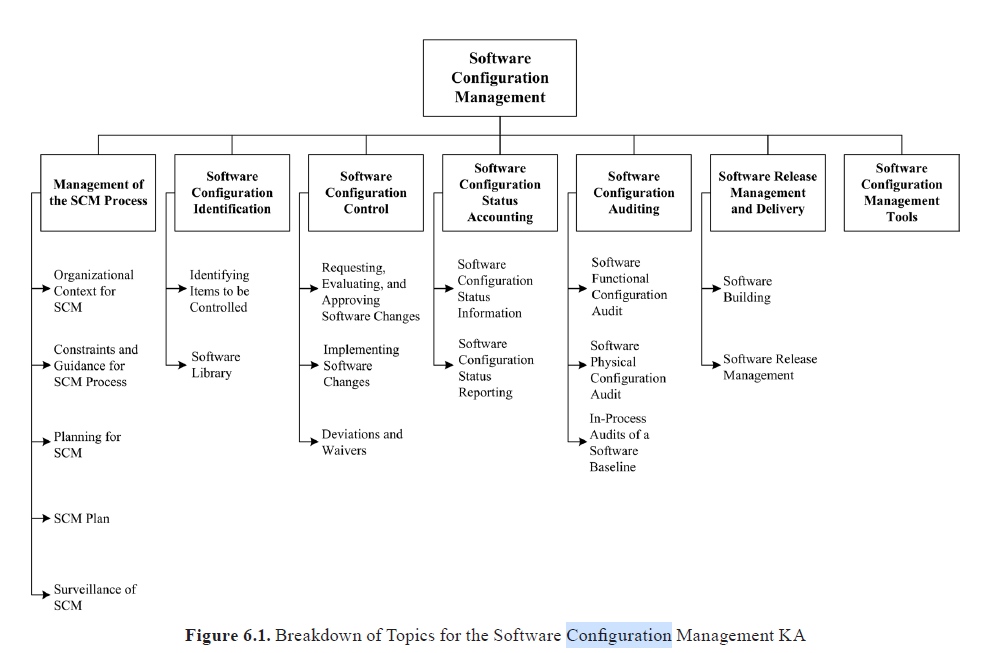 Software
Configuration
Management
Management of
the SCM Process
Software
Configuration
Identification
Software
Configuration
Control
Software
Configuration
Status
Accounting
Software
Configuration
Auditing
Software Release
Management
and Delivery
Software
Configuration
Management
Tools
Organizational
Context for
SCM
Constraints and
Guidance for
SCM Process
Planning for
SCM
SCM Plan
Surveillance of
SCM
Identifying
Items to be
Controlled
Software
Library
Requesting,
Evaluating, and
Approving
Software Changes
Implementing
Software
Changes
Deviations and
Waivers
Software
Configuration
Status
Information
Software
Configuration
Status
Reporting
Software
Functional
Configuration
Audit
Software
Physical
Configuration
Audit
In-Process
Audits of a
Software
Baseline
Software
Building
Software Release
Management
Figure 6.1. Breakdown of Topics for the Software Configuration Management KA